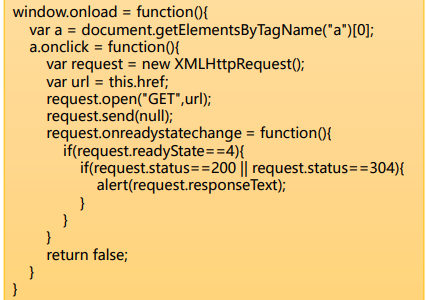 window.onload = function(){
var a = document.getElementsByTagName("a")[0];
a.onclick = function(){
var request = new XMLHttpRequest();
var url = this.href;
request.open("GET",url);
request.send(null);
request.onreadystatechange = function(){
if(request.readyState==4){
if(request.status==200 || request.status==304){
alert(request.responseText);
}
}
}
return false;
}
}